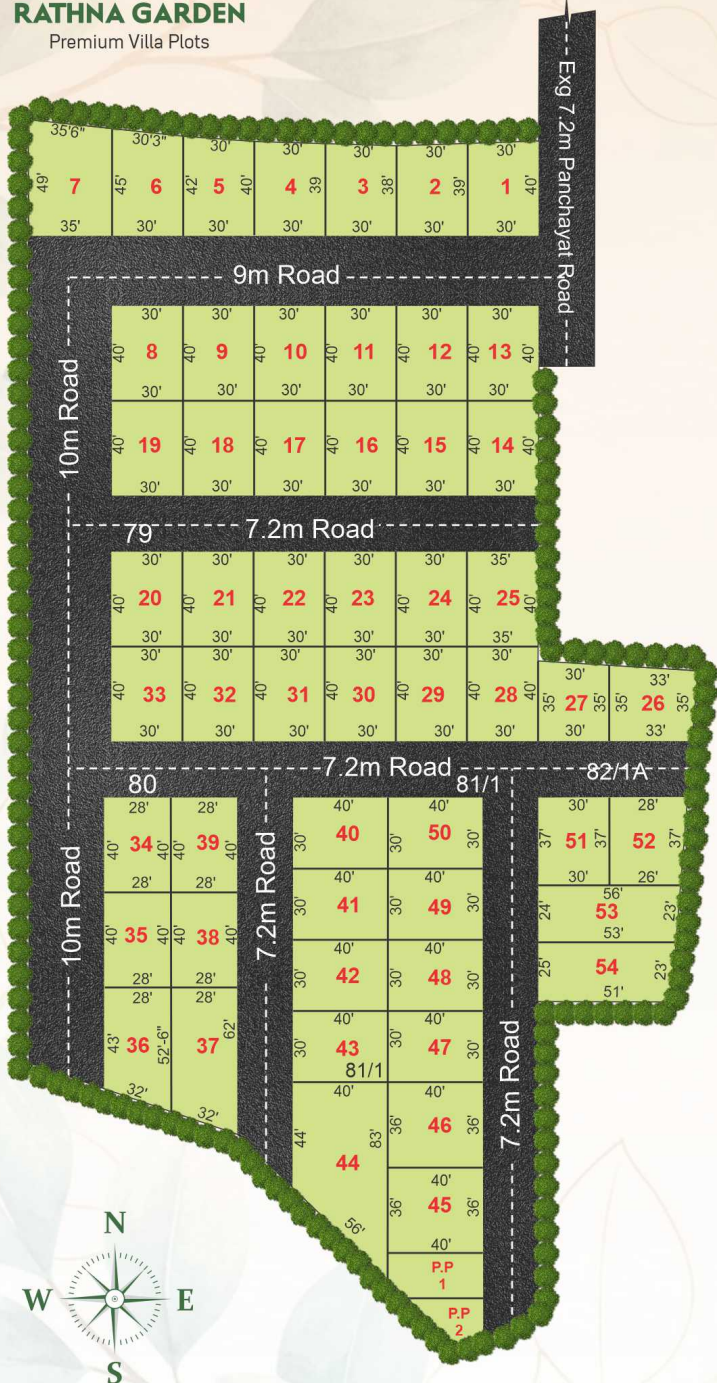 RATHNA GARDEN
Premium Villa Plots
Exg 7.2m Panchayat Road
35'6" 30'3" 30' 30' 30' 30' 30'
49' 7 45' 6 42' 5 40' 4 39 3 38' 2 39' 1 40'
35' 30' 30' 30' 30' 30' 30'
9m Road
10m Road
30' 30' 30' 30' 30' 30'
40' 8 40' 9 40' 10 40' 11 40' 12 40' 13 40'
30' 30' 30' 30' 30' 30'
40' 19 40' 18 40' 17 40' 16 40' 15 40' 14 40'
30' 30' 30' 30' 30' 30'
79 7.2m Road
30' 30' 30' 30' 30' 35'
40' 20 40' 21 40' 22 40' 23 40' 24 40' 25 40'
30' 30' 30' 30' 30' 35'
30' 30' 30' 30' 30'
40' 33 40' 32 40' 31 40' 30 40' 29 40' 28 40'
30' 30' 30' 30' 30' 30'
30' 33'
35' 27 35' 35' 26 35'
30' 33'
7.2m Road
80 81/1 82/1A
10m Road
28' 28'
40' 34 40' 40' 39 40'
28' 28'
40' 35 40' 40' 38 40'
28' 28'
28' 28'
43' 36 52'-6" 37 62'
32' 32'
7.2m Road
40' 40'
30' 40 30' 50 30'
40' 40'
30' 41 30' 49 30'
40' 40'
30' 42 30' 48 30'
40' 40'
30' 43 30' 47 30'
81/1
40' 40'
44' 44 83' 36' 46 36'
56'
40'
36' 45 36'
40'
P.P
1
P.P
2
7.2m Road
30' 28'
37' 51 37' 52 37'
30' 26'
56'
24' 53 23'
53'
25' 54 23'
51'
N
W E
S